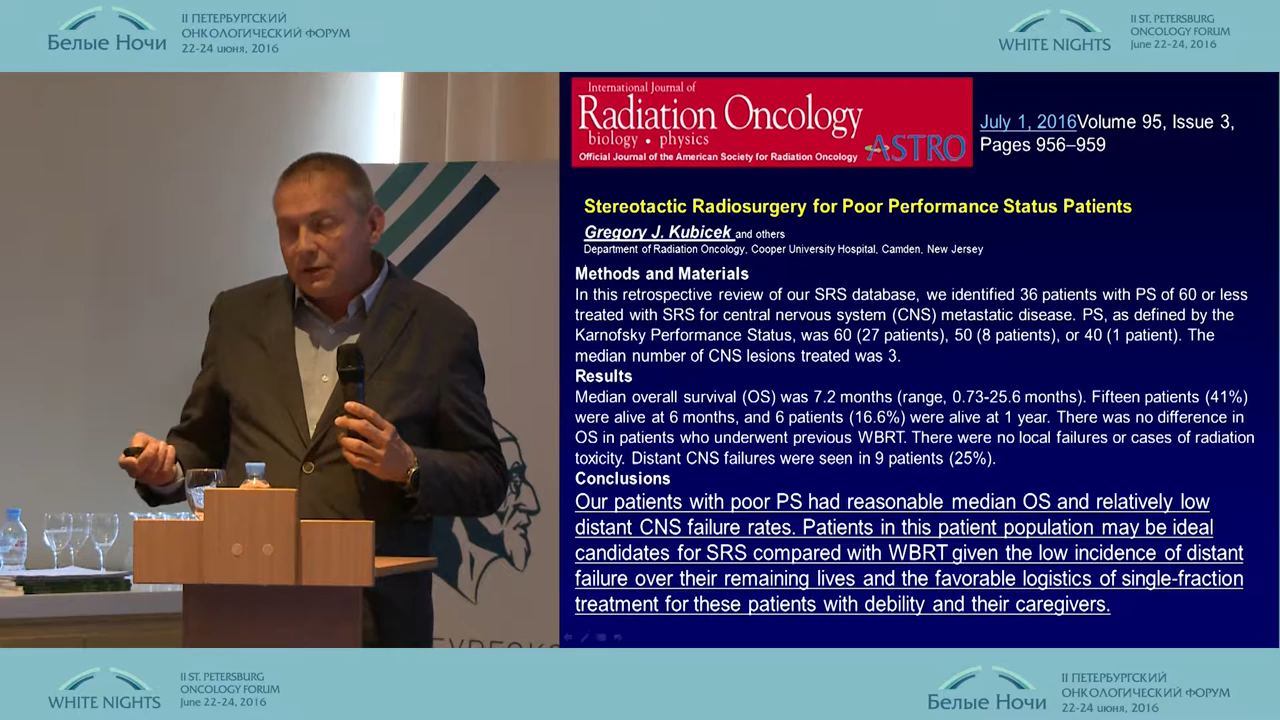 Белые Ночи
II ПЕТЕРБУРГСКИЙ
ОНКОЛОГИЧЕСКИЙ ФОРУМ
22-24 июня, 2016
WHITE NIGHTS
II ST. PETERSBURG
ONCOLOGY FORUM
June 22-24, 2016
International Journal of
Radiation Oncology
biology • physics
Official Journal of the American Society for Radiation Oncology
ASTRO
July 1, 2016Volume 95, Issue 3,
Pages 956–959
Stereotactic Radiosurgery for Poor Performance Status Patients
Gregory J. Kubicek and others
Department of Radiation Oncology, Cooper University Hospital, Camden, New Jersey
Methods and Materials
In this retrospective review of our SRS database, we identified 36 patients with PS of 60 or less
treated with SRS for central nervous system (CNS) metastatic disease. PS, as defined by the
Karnofsky Performance Status, was 60 (27 patients), 50 (8 patients), or 40 (1 patient). The
median number of CNS lesions treated was 3.
Results
Median overall survival (OS) was 7.2 months (range, 0.73-25.6 months). Fifteen patients (41%)
were alive at 6 months, and 6 patients (16.6%) were alive at 1 year. There was no difference in
OS in patients who underwent previous WBRT. There were no local failures or cases of radiation
toxicity. Distant CNS failures were seen in 9 patients (25%).
Conclusions
Our patients with poor PS had reasonable median OS and relatively low
distant CNS failure rates. Patients in this patient population may be ideal
candidates for SRS compared with WBRT given the low incidence of distant
failure over their remaining lives and the favorable logistics of single-fraction
treatment for these patients with debility and their caregivers.
WHITE NIGHTS
II ST. PETERSBURG
ONCOLOGY FORUM
June 22-24, 2016
Белые Ночи
II ПЕТЕРБУРГСКИЙ
ОНКОЛОГИЧЕСКИЙ ФОРУМ
22-24 июня, 2016